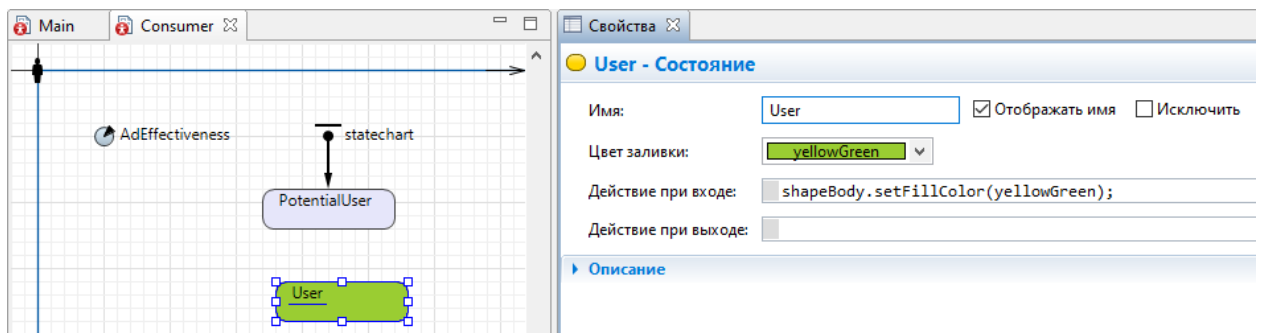 Main
Consumer
AdEffectiveness
statechart
PotentialUser
User
Свойства
User - Состояние
Имя: User Отображать имя Исключить
Цвет заливки: yellowGreen
Действие при входе: shapeBody.setFillColor(yellowGreen);
Действие при выходе:
Описание